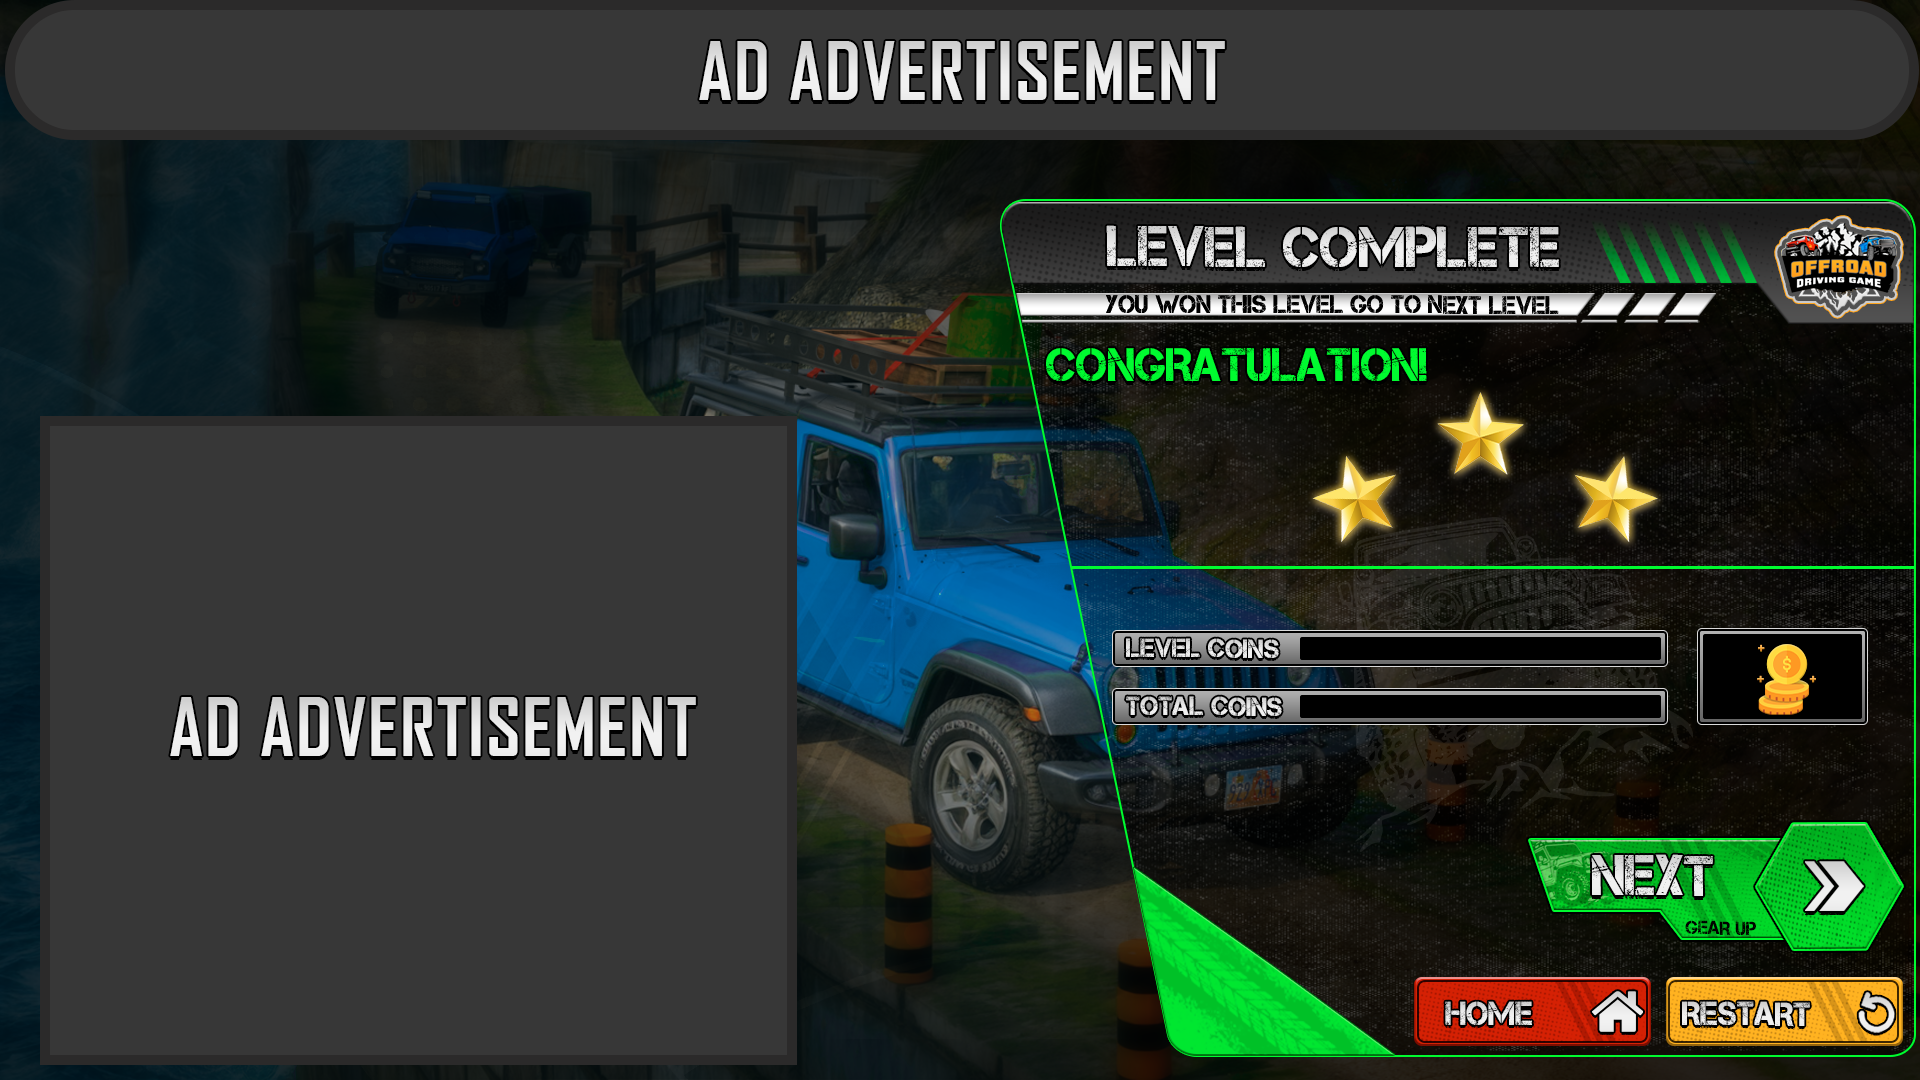 AD ADVERTISEMENT
LEVEL COMPLETE
OFFROAD
DRIVING GAME
YOU WON THIS LEVEL GO TO NEXT LEVEL
CONGRATULATION!
AD ADVERTISEMENT
LEVEL COINS
TOTAL COINS
$
NEXT
GEAR UP
HOME
RESTART